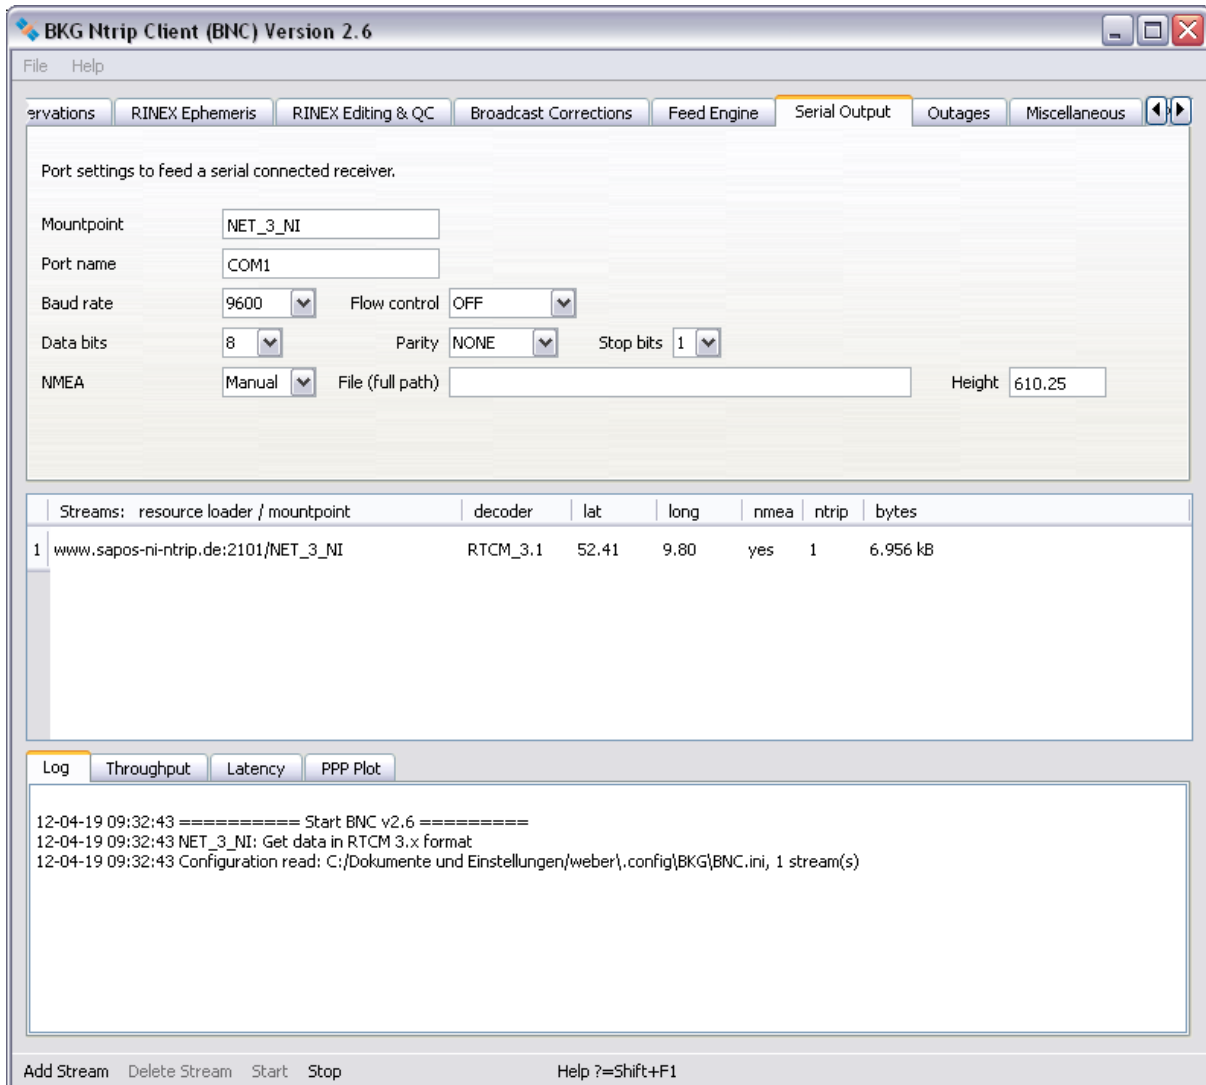 BKG Ntrip Client (BNC) Version 2.6
File Help
ervations RINEX Ephemeris RINEX Editing & QC Broadcast Corrections Feed Engine Serial Output Outages Miscellaneous
Port settings to feed a serial connected receiver.
Mountpoint NET_3_NI
Port name COM1
Baud rate 9600 Flow control OFF
Data bits 8 Parity NONE Stop bits 1
NMEA Manual File (full path) Height 610.25
Streams: resource loader / mountpoint decoder lat long nmea ntrip bytes
1 www.sapos-ni-ntrip.de:2101/NET_3_NI RTCM_3.1 52.41 9.80 yes 1 6.956 kB
Log Throughput Latency PPP Plot
12-04-19 09:32:43 ========== Start BNC v2.6 =========
12-04-19 09:32:43 NET_3_NI: Get data in RTCM 3.x format
12-04-19 09:32:43 Configuration read: C:/Dokumente und Einstellungen/weber\.config\BKG\BNC.ini, 1 stream(s)
Add Stream Delete Stream Start Stop Help ?=Shift+F1